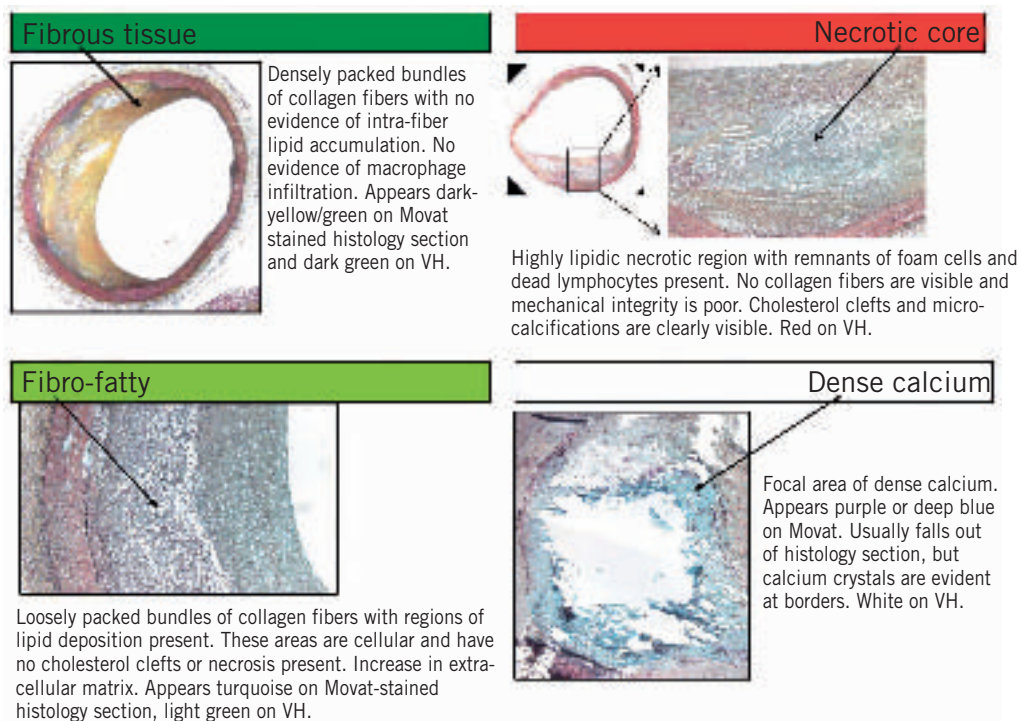 Fibrous tissue
Densely packed bundles
of collagen fibers with no
evidence of intra-fiber
lipid accumulation. No
evidence of macrophage
infiltration. Appears dark-
yellow/green on Movat
stained histology section
and dark green on VH.
Necrotic core
Highly lipidic necrotic region with remnants of foam cells and
dead lymphocytes present. No collagen fibers are visible and
mechanical integrity is poor. Cholesterol clefts and micro-
calcifications are clearly visible. Red on VH.
Fibro-fatty
Loosely packed bundles of collagen fibers with regions of
lipid deposition present. These areas are cellular and have
no cholesterol clefts or necrosis present. Increase in extra-
cellular matrix. Appears turquoise on Movat-stained
histology section, light green on VH.
Dense calcium
Focal area of dense calcium.
Appears purple or deep blue
on Movat. Usually falls out
of histology section, but
calcium crystals are evident
at borders. White on VH.